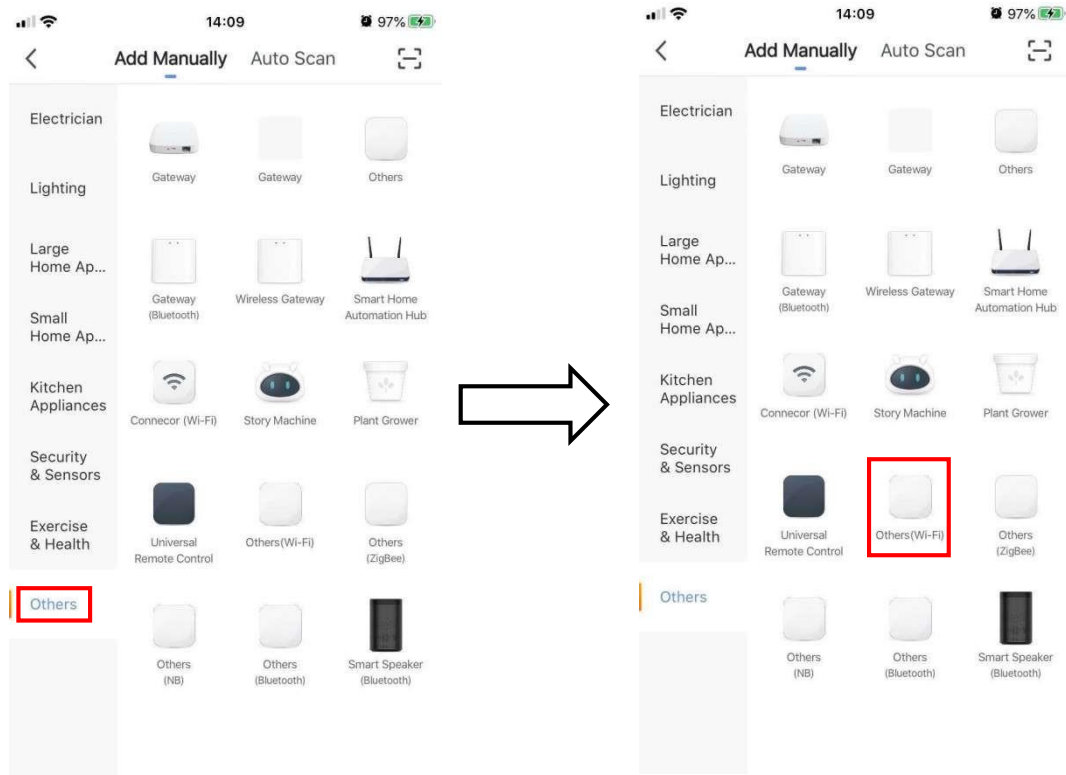 14:09 97%
Add Manually Auto Scan
Electrician
Lighting
Large
Home Ap...
Small
Home Ap...
Kitchen
Appliances
Security
& Sensors
Exercise
& Health
Others
Gateway Gateway Others
Gateway
(Bluetooth)
Wireless Gateway
Smart Home
Automation Hub
Connecor (Wi-Fi) Story Machine Plant Grower
Universal
Remote Control
Others(Wi-Fi)
Others
(ZigBee)
Others
(NB)
Others
(Bluetooth)
Smart Speaker
(Bluetooth)
14:09 97%
Add Manually Auto Scan
Electrician
Lighting
Large
Home Ap...
Small
Home Ap...
Kitchen
Appliances
Security
& Sensors
Exercise
& Health
Others
Gateway Gateway Others
Gateway
(Bluetooth)
Wireless Gateway
Smart Home
Automation Hub
Connecor (Wi-Fi) Story Machine Plant Grower
Universal
Remote Control
Others(Wi-Fi)
Others
(ZigBee)
Others
(NB)
Others
(Bluetooth)
Smart Speaker
(Bluetooth)